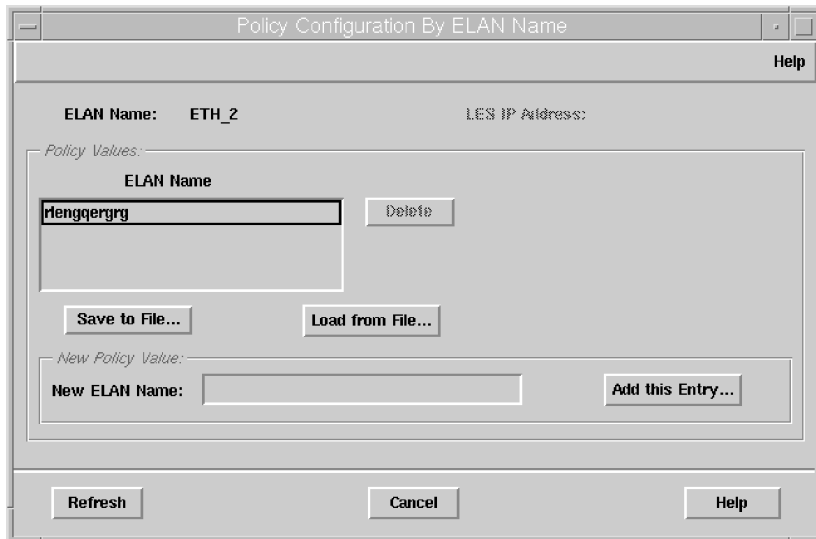 Policy Configuration By ELAN Name
Help
ELAN Name: ETH_2 LES IP Address:
Policy Values:
ELAN Name
rlengqergrg
Delete
Save to File... Load from File...
New Policy Value:
New ELAN Name: Add this Entry...
Refresh Cancel Help